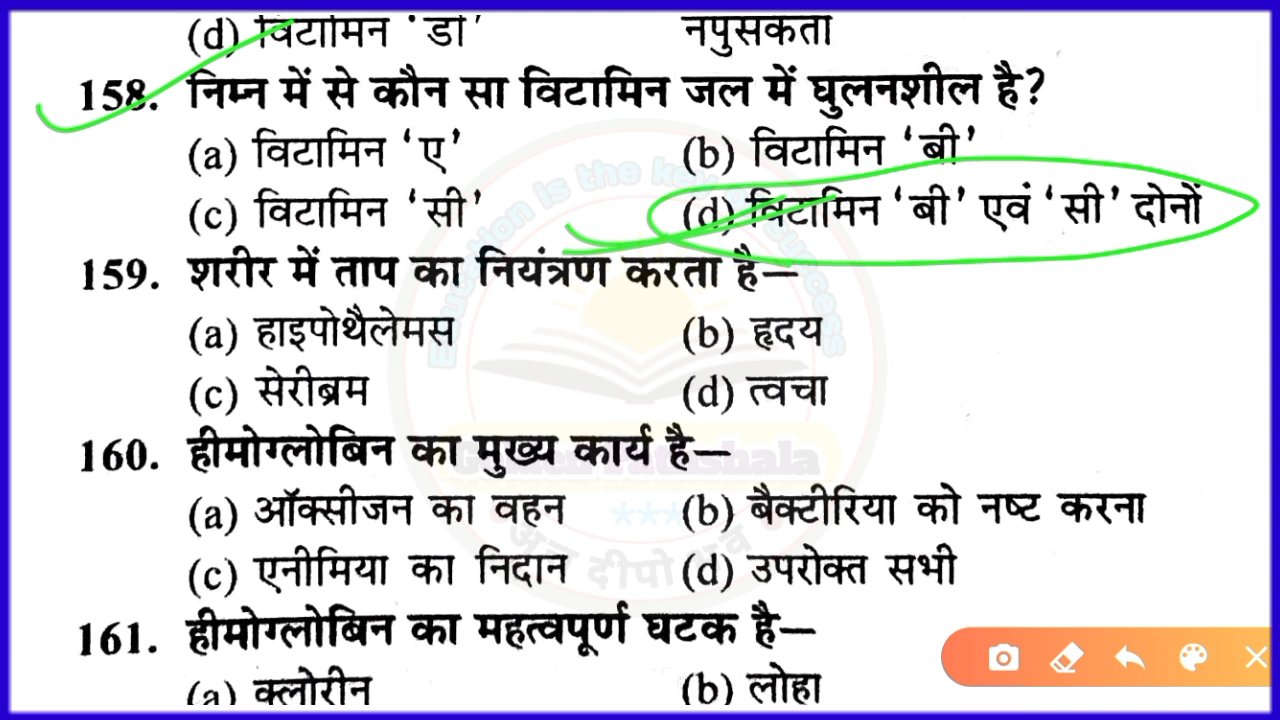 (d) विटामिन 'डी' नपुंसकता
158. निम्न में से कौन सा विटामिन जल में घुलनशील है?
(a) विटामिन 'ए' (b) विटामिन 'बी'
(c) विटामिन 'सी' (d) विटामिन 'बी' एवं 'सी' दोनों
159. शरीर में ताप का नियंत्रण करता है—
(a) हाइपोथैलेमस (b) हृदय
(c) सेरीब्रम (d) त्वचा
160. हीमोग्लोबिन का मुख्य कार्य है—
(a) ऑक्सीजन का वहन (b) बैक्टीरिया को नष्ट करना
(c) एनीमिया का निदान (d) उपरोक्त सभी
161. हीमोग्लोबिन का महत्वपूर्ण घटक है—
(a) क्लोरीन (b) लोहा